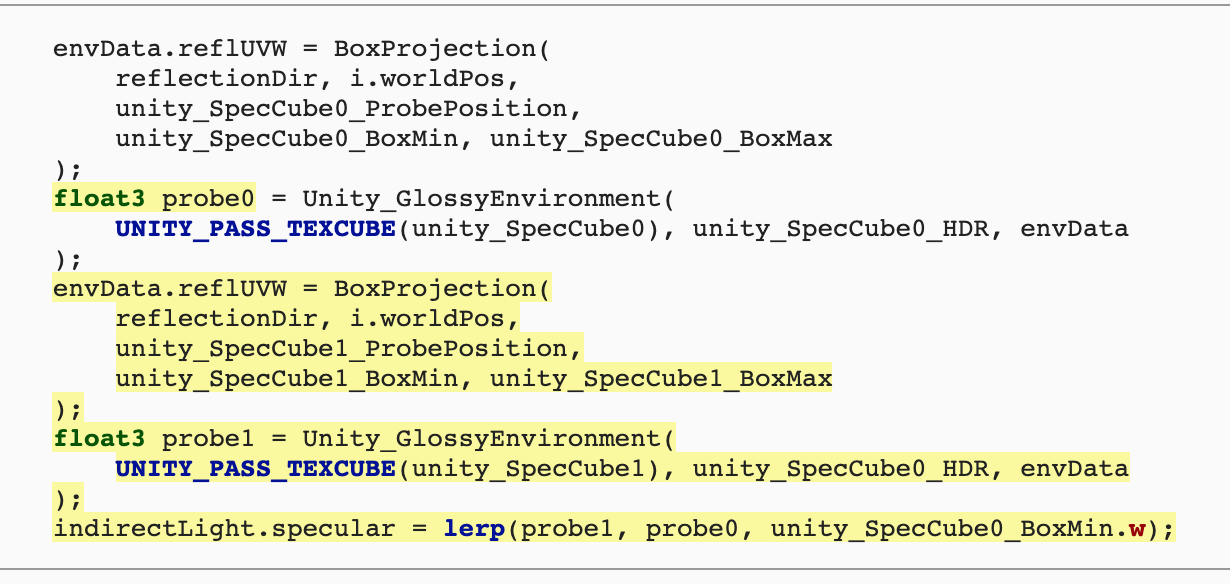 envData.reflUVW = BoxProjection(
    reflectionDir, i.worldPos,
    unity_SpecCube0_ProbePosition,
    unity_SpecCube0_BoxMin, unity_SpecCube0_BoxMax
);
float3 probe0 = Unity_GlossyEnvironment(
    UNITY_PASS_TEXCUBE(unity_SpecCube0), unity_SpecCube0_HDR, envData
);
envData.reflUVW = BoxProjection(
    reflectionDir, i.worldPos,
    unity_SpecCube1_ProbePosition,
    unity_SpecCube1_BoxMin, unity_SpecCube1_BoxMax
);
float3 probe1 = Unity_GlossyEnvironment(
    UNITY_PASS_TEXCUBE(unity_SpecCube1), unity_SpecCube0_HDR, envData
);
indirectLight.specular = lerp(probe1, probe0, unity_SpecCube0_BoxMin.w);